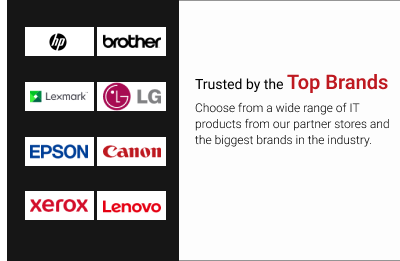 hp
brother
Lexmark
LG
EPSON
Canon
xerox
Lenovo
Trusted by the Top Brands
Choose from a wide range of IT
products from our partner stores and
the biggest brands in the industry.